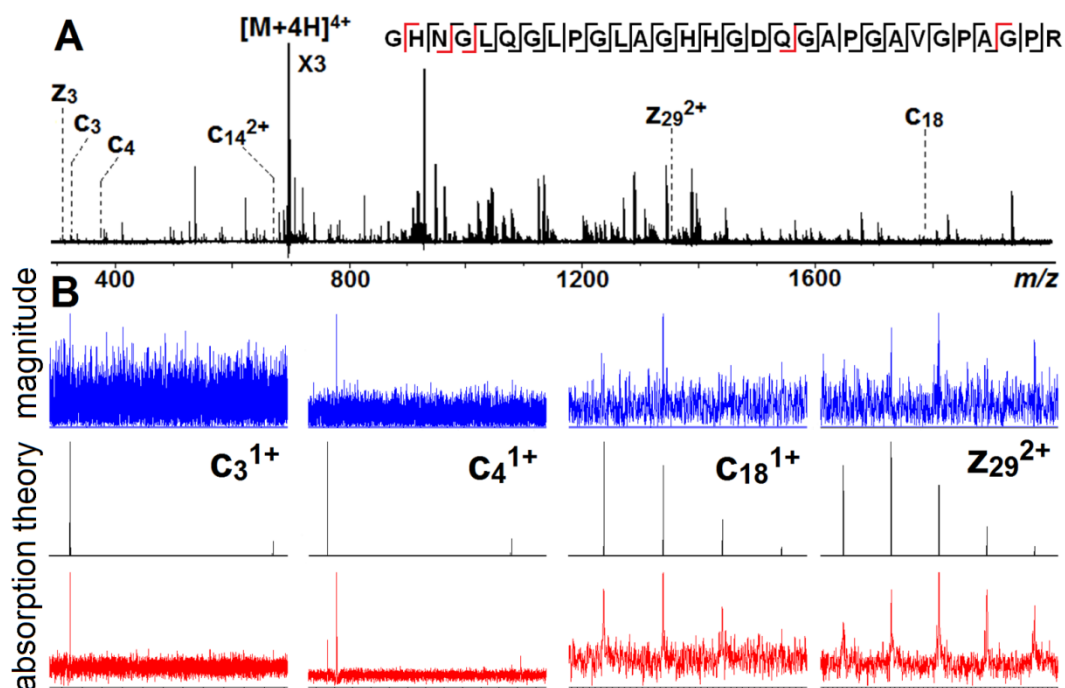 A
[M+4H]4+
GHNGLQGLPGLAGHHGDQGAPGAVGPAGPR
X3
z3
c3
c4
c14 2+
z29 2+
c18
400 800 1200 1600 m/z
B
magnitude
absorption theory
c3 1+
c4 1+
c18 1+
z29 2+